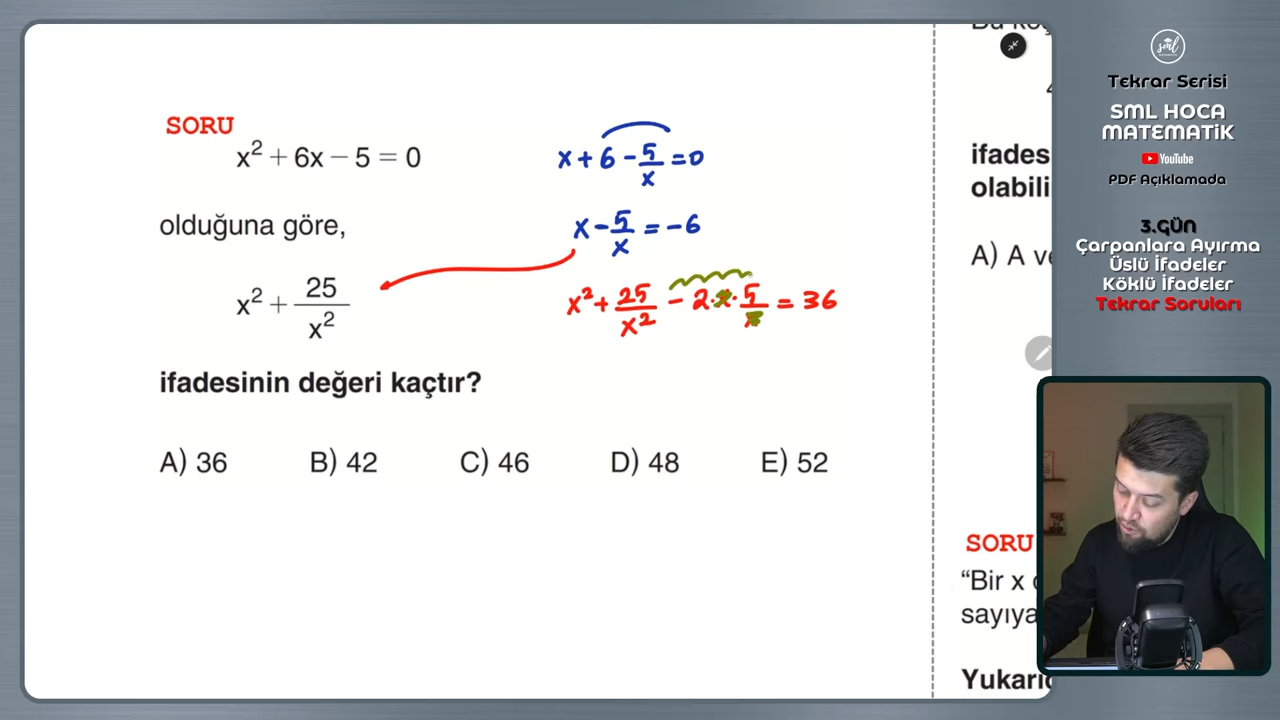 SORU
x² + 6x − 5 = 0
olduğuna göre,
x² + 25/x²
ifadesinin değeri kaçtır?
A) 36 B) 42 C) 46 D) 48 E) 52
x + 6 − 5/x = 0
x − 5/x = −6
x² + 25/x² − 2·x·5/x = 36
ifades
olabili
A) A ve
SORU
“Bir x
sayıya
Yukarıd
sml
Tekrar Serisi
SML HOCA
MATEMATİK
YouTube
PDF Açıklamada
3.GÜN
Çarpanlara Ayırma
Üslü İfadeler
Köklü İfadeler
Tekrar Soruları